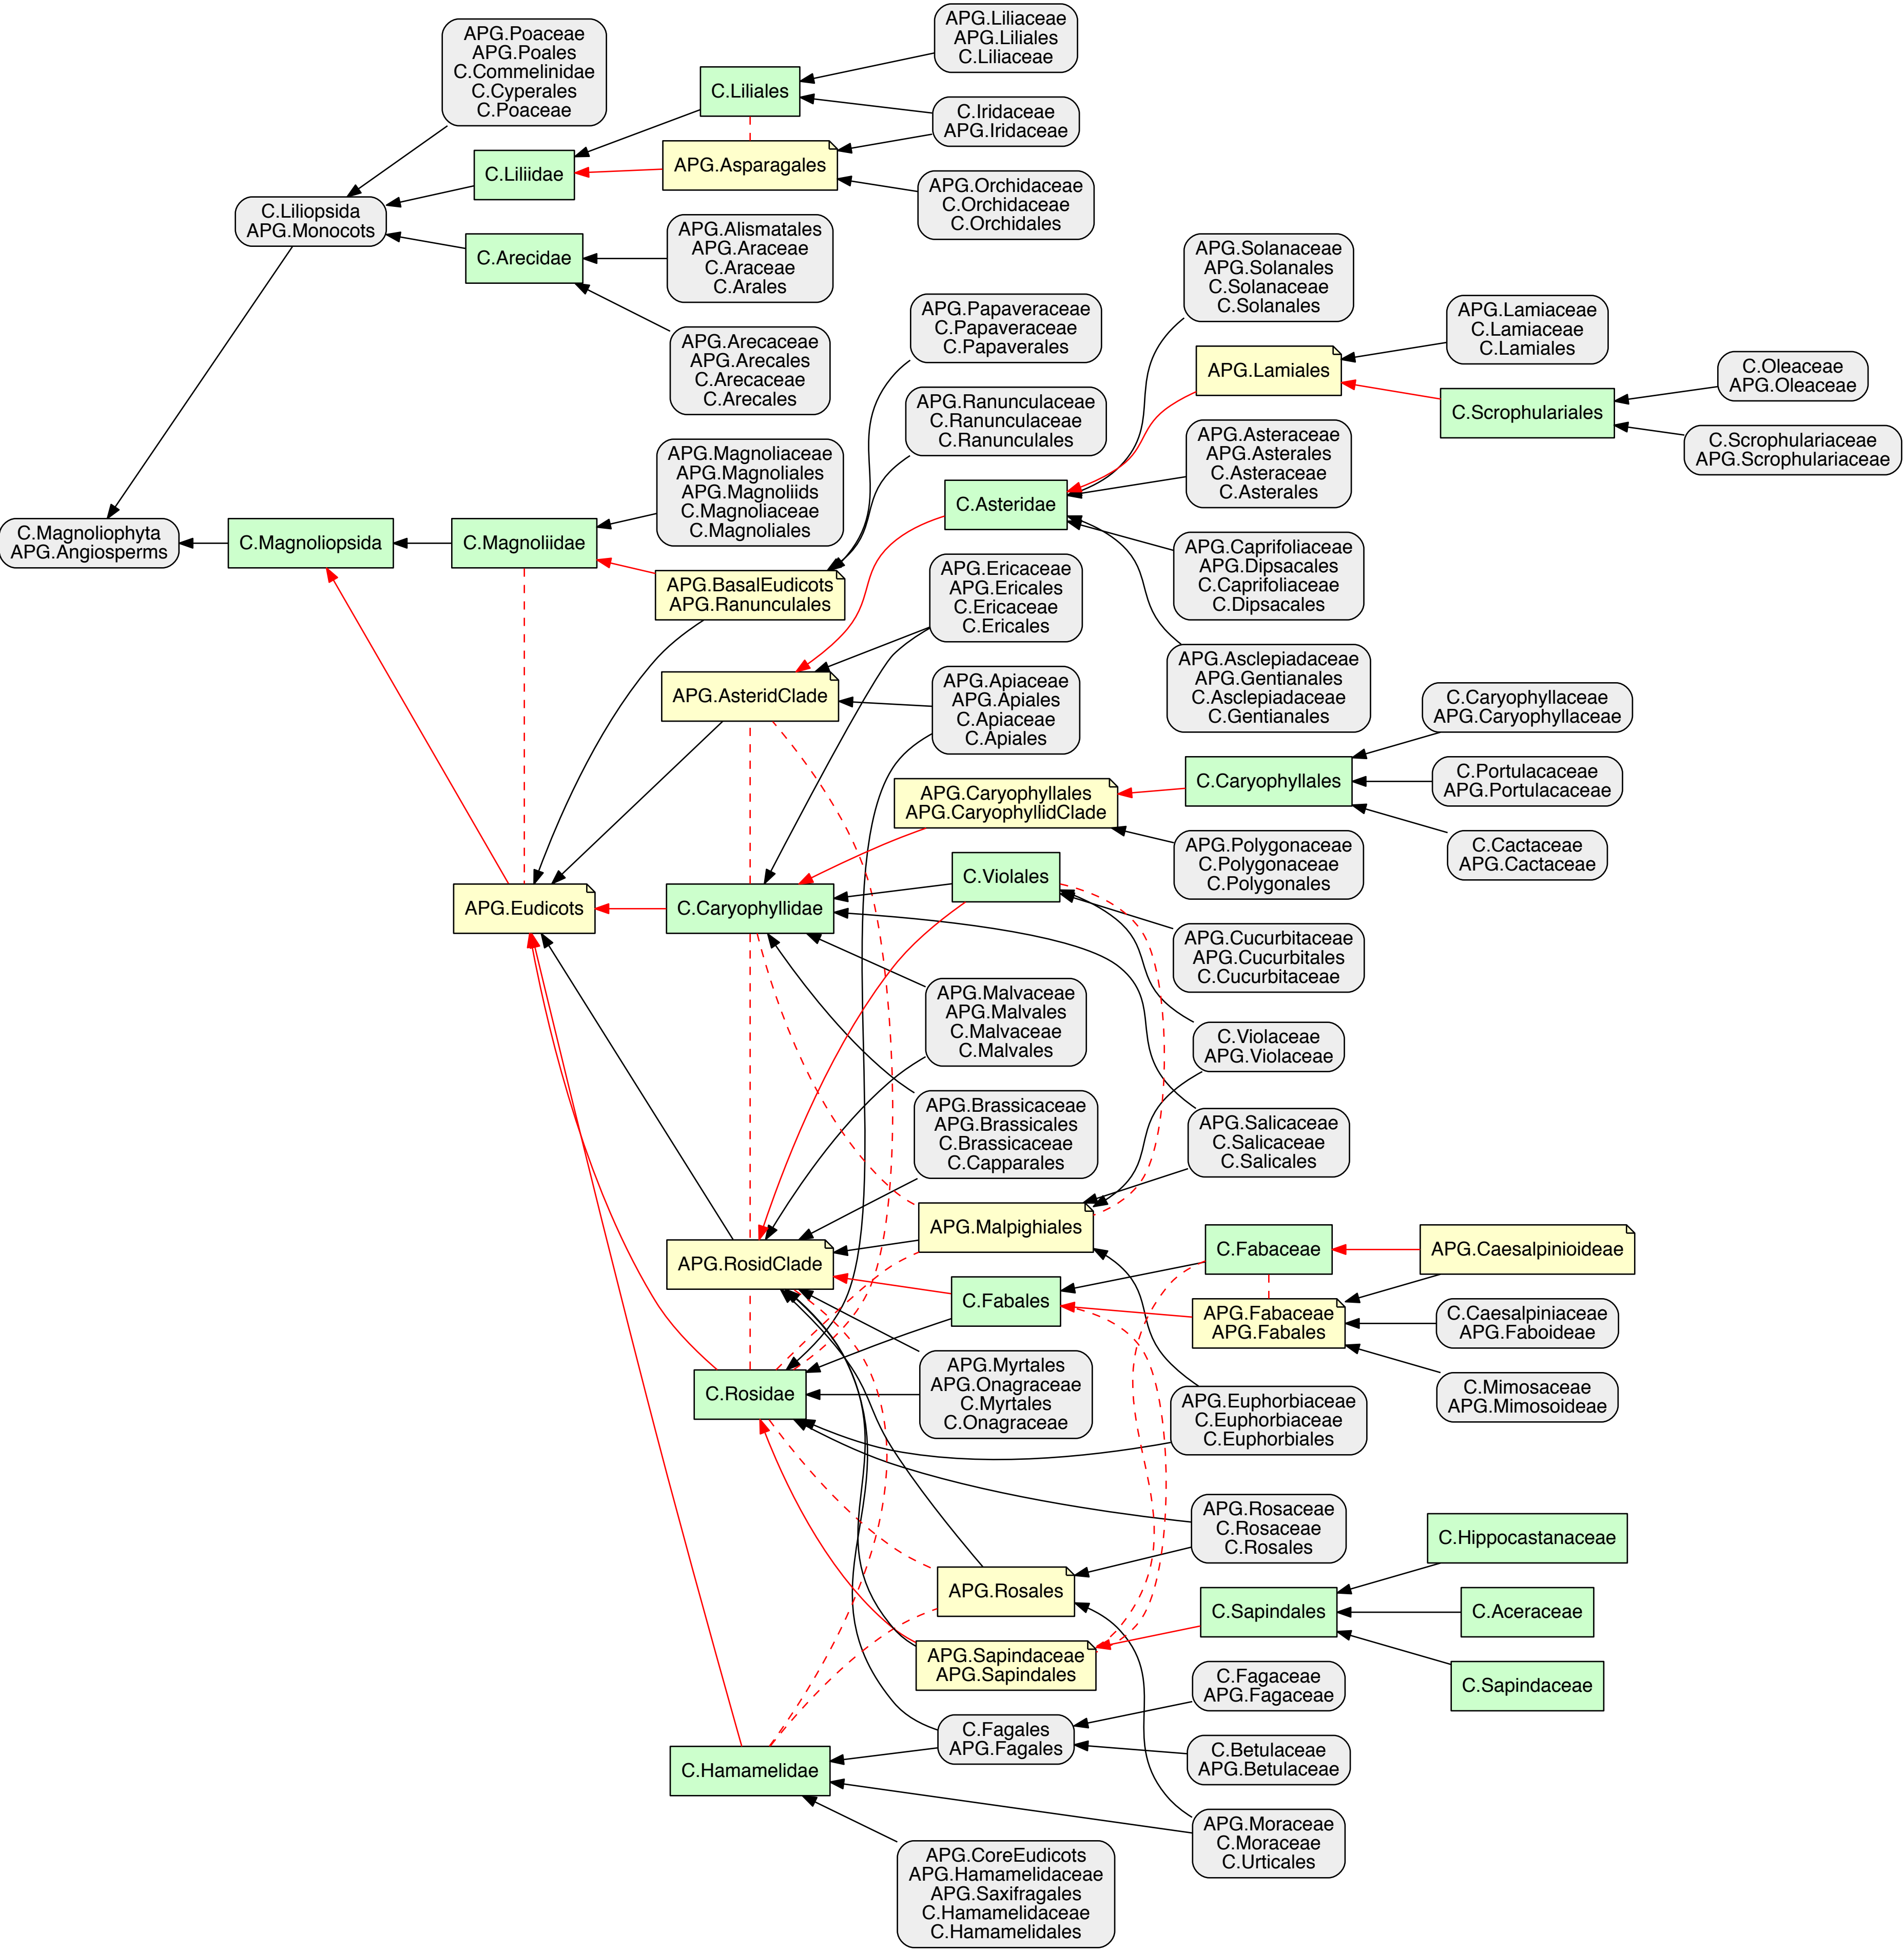 APG.Poaceae
APG.Poales
C.Commelinidae
C.Cyperales
C.Poaceae
APG.Liliaceae
APG.Liliales
C.Liliaceae
C.Liliales
C.Iridaceae
APG.Iridaceae
C.Liliidae
APG.Asparagales
APG.Orchidaceae
C.Orchidaceae
C.Orchidales
C.Liliopsida
APG.Monocots
C.Arecidae
APG.Alismatales
APG.Araceae
C.Araceae
C.Arales
APG.Arecaceae
APG.Arecales
C.Arecaceae
C.Arecales
APG.Papaveraceae
C.Papaveraceae
C.Papaverales
APG.Solanaceae
APG.Solanales
C.Solanaceae
C.Solanales
APG.Lamiaceae
C.Lamiaceae
C.Lamiales
APG.Lamiales
C.Oleaceae
APG.Oleaceae
C.Scrophulariales
C.Scrophulariaceae
APG.Scrophulariaceae
APG.Ranunculaceae
C.Ranunculaceae
C.Ranunculales
APG.Asteraceae
APG.Asterales
C.Asteraceae
C.Asterales
APG.Magnoliaceae
APG.Magnoliales
APG.Magnoliids
C.Magnoliaceae
C.Magnoliales
C.Asteridae
C.Magnoliophyta
APG.Angiosperms
C.Magnoliopsida
C.Magnoliidae
APG.BasalEudicots
APG.Ranunculales
APG.Ericaceae
APG.Ericales
C.Ericaceae
C.Ericales
APG.Caprifoliaceae
APG.Dipsacales
C.Caprifoliaceae
C.Dipsacales
APG.AsteridClade
APG.Apiaceae
APG.Apiales
C.Apiaceae
C.Apiales
APG.Asclepiadaceae
APG.Gentianales
C.Asclepiadaceae
C.Gentianales
C.Caryophyllaceae
APG.Caryophyllaceae
APG.Caryophyllales
APG.CaryophyllidClade
C.Caryophyllales
C.Portulacaceae
APG.Portulacaceae
C.Cactaceae
APG.Cactaceae
APG.Polygonaceae
C.Polygonaceae
C.Polygonales
APG.Eudicots
C.Caryophyllidae
C.Violales
APG.Cucurbitaceae
APG.Cucurbitales
C.Cucurbitaceae
APG.Malvaceae
APG.Malvales
C.Malvaceae
C.Malvales
C.Violaceae
APG.Violaceae
APG.Brassicaceae
APG.Brassicales
C.Brassicaceae
C.Capparales
APG.Salicaceae
C.Salicaceae
C.Salicales
APG.Malpighiales
APG.RosidClade
C.Fabaceae
APG.Caesalpinioideae
C.Fabales
APG.Fabaceae
APG.Fabales
C.Caesalpiniaceae
APG.Faboideae
C.Mimosaceae
APG.Mimosoideae
C.Rosidae
APG.Myrtales
APG.Onagraceae
C.Myrtales
C.Onagraceae
APG.Euphorbiaceae
C.Euphorbiaceae
C.Euphorbiales
APG.Rosaceae
C.Rosaceae
C.Rosales
APG.Rosales
C.Hippocastanaceae
C.Sapindales
C.Aceraceae
C.Sapindaceae
APG.Sapindaceae
APG.Sapindales
C.Fagaceae
APG.Fagaceae
C.Fagales
APG.Fagales
C.Betulaceae
APG.Betulaceae
C.Hamamelidae
APG.Moraceae
C.Moraceae
C.Urticales
APG.CoreEudicots
APG.Hamamelidaceae
APG.Saxifragales
C.Hamamelidaceae
C.Hamamelidales